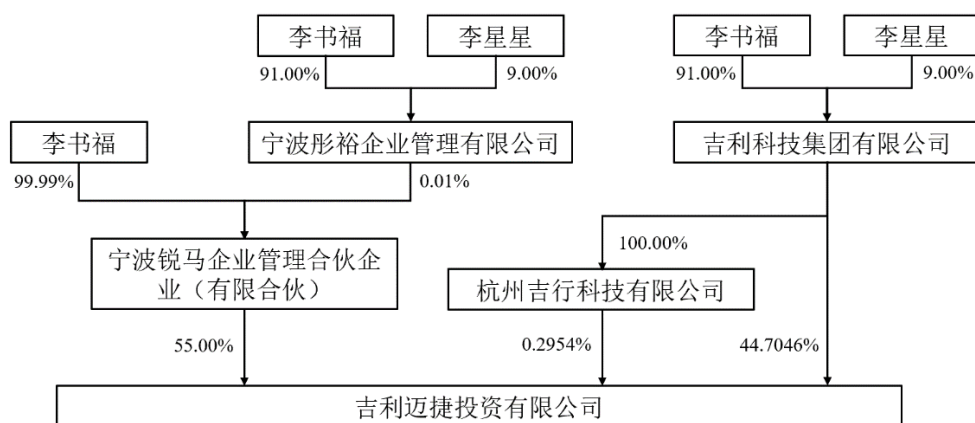 李书福
李星星
李书福
李星星
91.00%
9.00%
91.00%
9.00%
李书福
宁波彤裕企业管理有限公司
吉利科技集团有限公司
99.99%
0.01%
宁波锐马企业管理合伙企
业（有限合伙）
100.00%
杭州吉行科技有限公司
55.00%
0.2954%
44.7046%
吉利迈捷投资有限公司